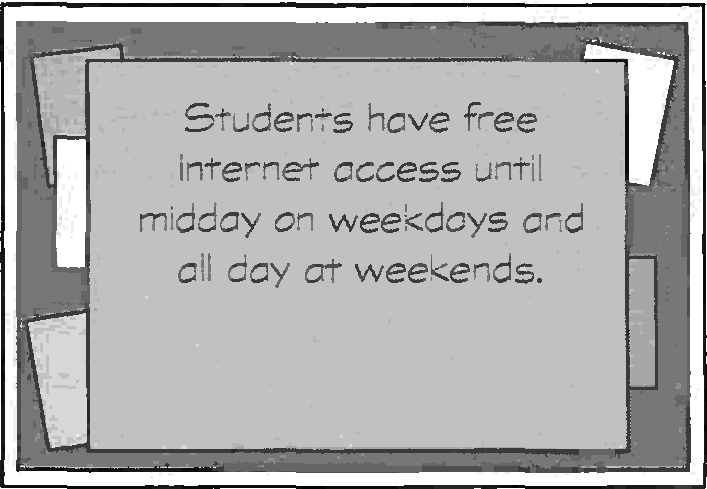 Students have free
internet access until
midday on weekdays and
all day at weekends.